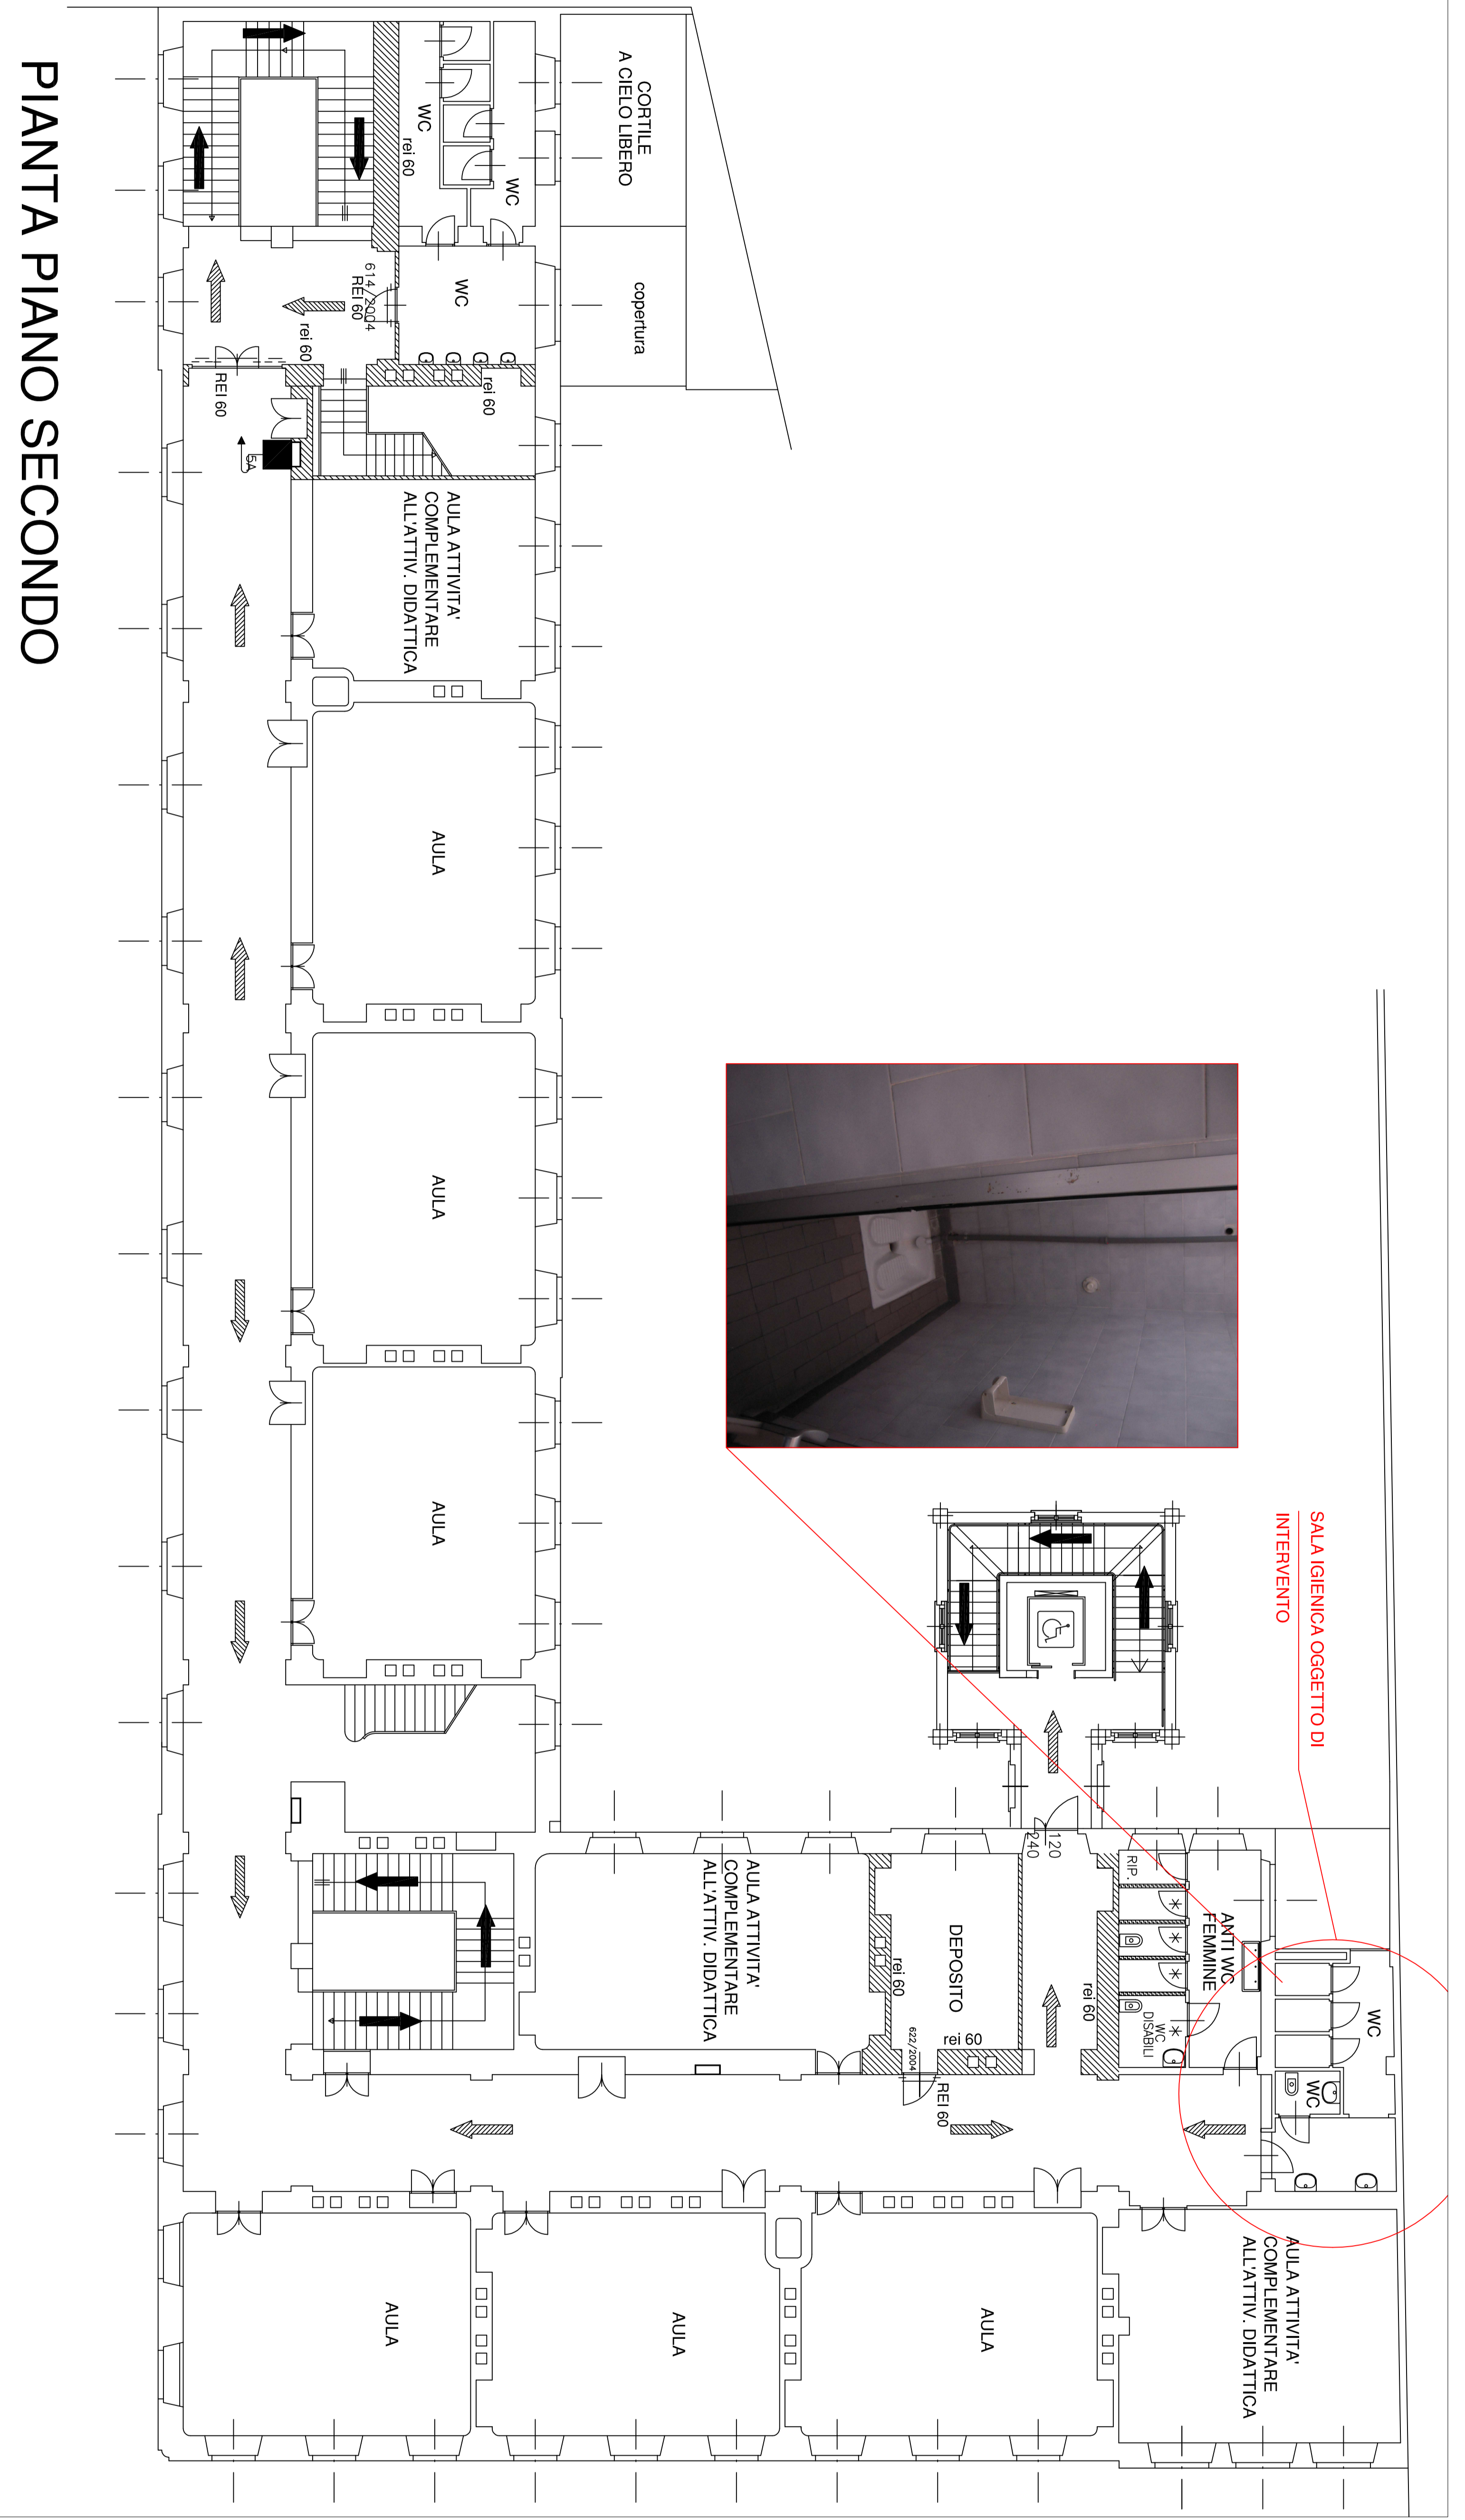 PIANTA PIANO SECONDO
CORTILE
A CIELO LIBERO
copertura
WC
rei 60
WC
WC
614/2004
REI 60
rei 60
rei 60
REI 60
5A
AULA ATTIVITA'
COMPLEMENTARE
ALL'ATTIV. DIDATTICA
AULA
AULA
AULA
SALA IGIENICA OGGETTO DI
INTERVENTO
120
240
RIP.
ANTI WC
FEMMINE
WC
DISABILI
WC
WC
AULA ATTIVITA'
COMPLEMENTARE
ALL'ATTIV. DIDATTICA
DEPOSITO
rei 60
rei 60
rei 60
622/2004
REI 60
AULA ATTIVITA'
COMPLEMENTARE
ALL'ATTIV. DIDATTICA
AULA
AULA
AULA